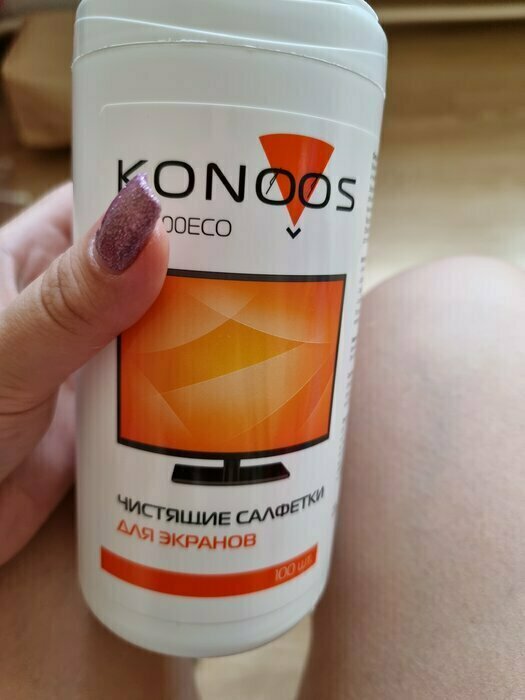 KONOOS
00ECO
ЧИСТЯЩИЕ САЛФЕТКИ
ДЛЯ ЭКРАНОВ
100 шт.